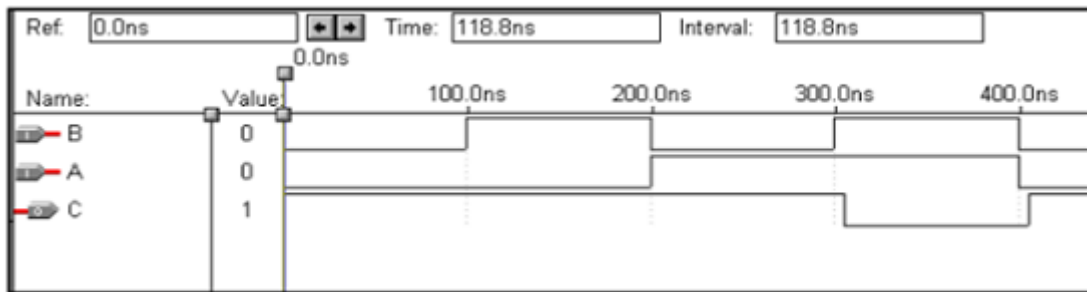 Ref: 0.0ns Time: 118.8ns Interval: 118.8ns
0.0ns
Name: Value: 100.0ns 200.0ns 300.0ns 400.0ns
B 0
A 0
C 1